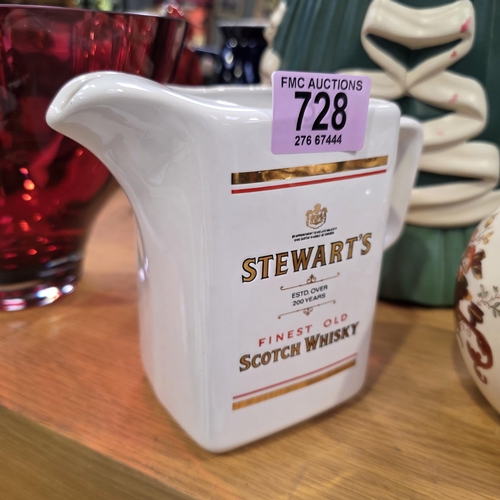 FMC AUCTIONS
728
276 67444
STEWART'S
ESTD. OVER
200 YEARS
FINEST OLD
SCOTCH WHISKY